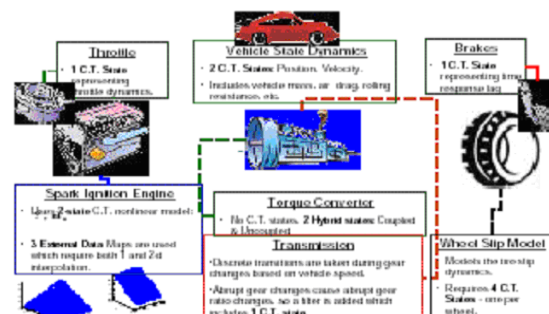 Throttle
1 C.T. State
representing
throttle dynamics.
Vehicle State Dynamics
2 C.T. States: Position, Velocity.
Includes vehicle mass, air drag, rolling
resistance, etc.
Brakes
1 C.T. State
representing time
response lag
Spark Ignition Engine
Uses 2-state C.T. nonlinear model:
3 External Data Maps are used
which require both 1 and 2d
interpolation.
Torque Converter
No C.T. states, 2 Hybrid states: Coupled
& Uncoupled
Transmission
Discrete transitions are taken during gear
changes based on vehicle speed.
Abrupt gear changes cause abrupt gear
ratio changes, so a filter is added which
includes 1 C.T. state
Wheel Slip Model
Models the tire slip
dynamics.
Requires 4 C.T.
States - one per
wheel.